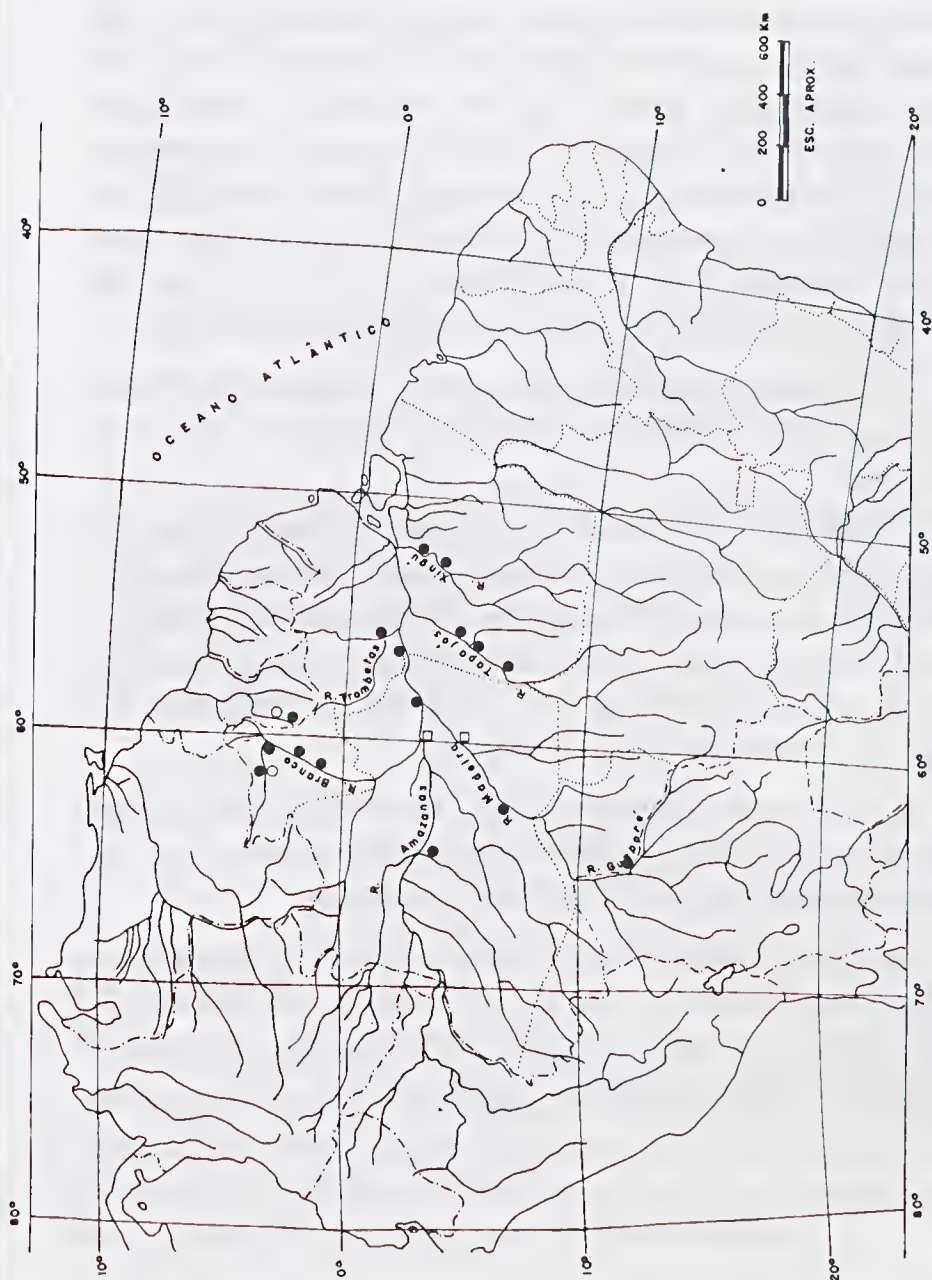 80°
70°
60°
50°
40°
10°
10°
OCEANO ATLÂNTICO
0°
0°
R. Branco
R. Trombetas
R. Amazonas
R. Madeira
R. Tapajós
R. Xingu
R. Guaporé
10°
10°
20°
20°
80°
70°
60°
50°
40°
0 200 400 600 Km
ESC. APROX.